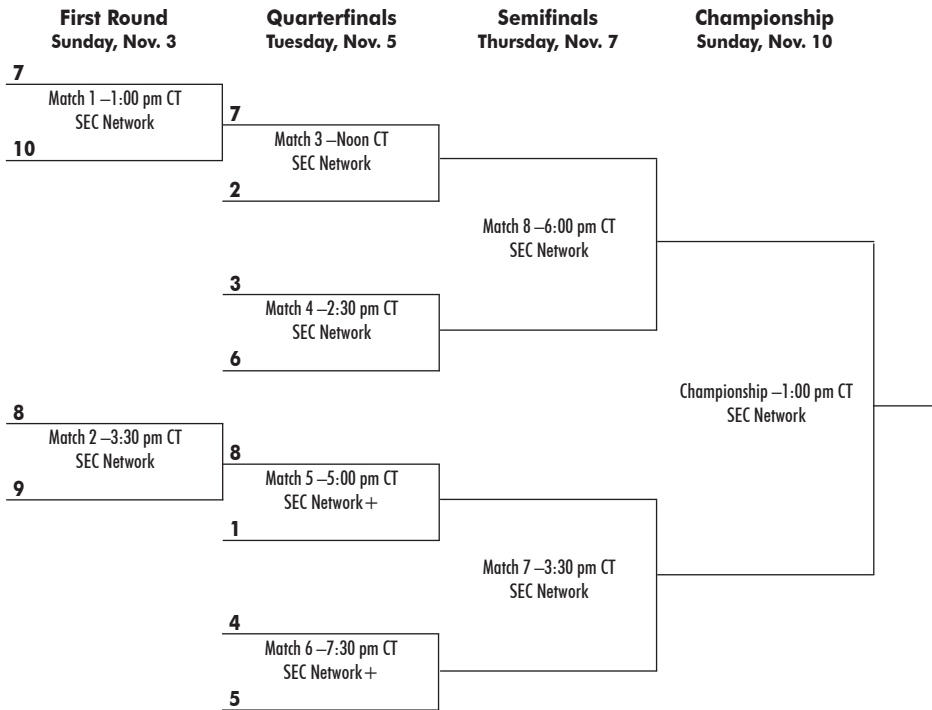 First Round
Sunday, Nov. 3
Quarterfinals
Tuesday, Nov. 5
Semifinals
Thursday, Nov. 7
Championship
Sunday, Nov. 10
7
Match 1 –1:00 pm CT
SEC Network
10
7
Match 3 –Noon CT
SEC Network
2
Match 8 –6:00 pm CT
SEC Network
3
Match 4 –2:30 pm CT
SEC Network
6
Championship –1:00 pm CT
SEC Network
8
Match 2 –3:30 pm CT
SEC Network
9
8
Match 5 –5:00 pm CT
SEC Network+
1
Match 7 –3:30 pm CT
SEC Network
4
Match 6 –7:30 pm CT
SEC Network+
5